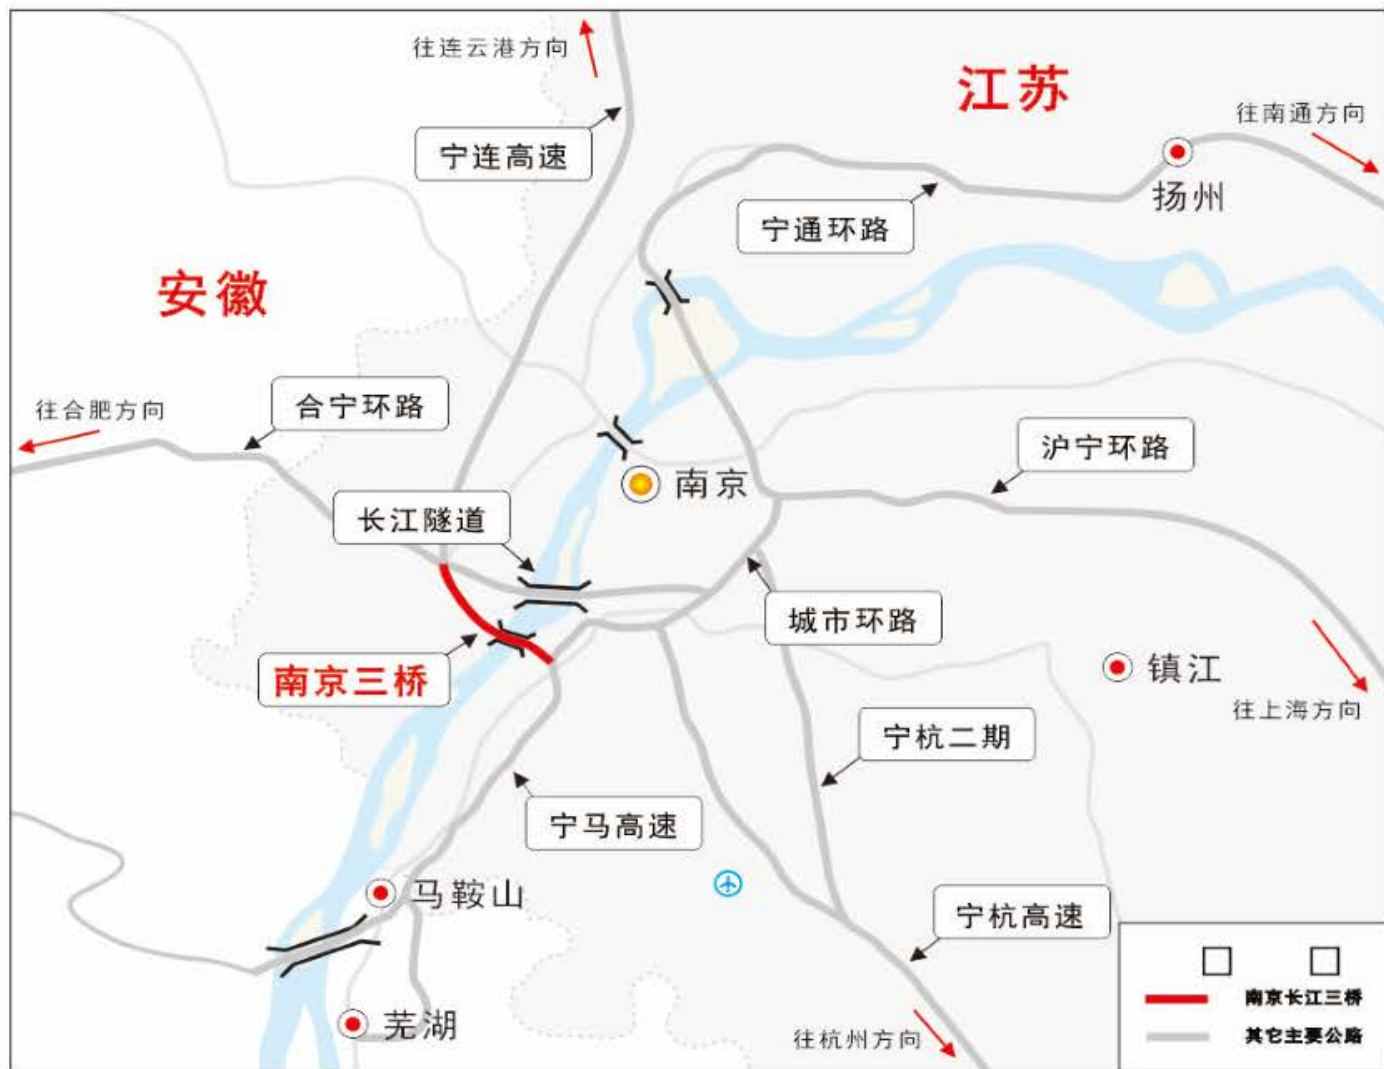 往连云港方向
江苏
往南通方向
宁连高速
扬州
宁通环路
安徽
合宁环路
往合肥方向
沪宁环路
南京
长江隧道
城市环路
南京三桥
镇江
往上海方向
宁杭二期
宁马高速
马鞍山
宁杭高速
芜湖
往杭州方向
□ □
南京长江三桥
其它主要公路